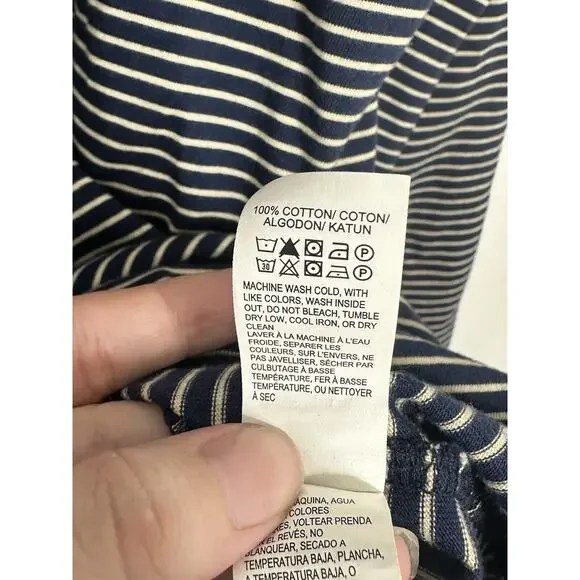 100% COTTON/ COTON/
ALGODON/ KATUN
P
30 P
MACHINE WASH COLD, WITH
LIKE COLORS, WASH INSIDE
OUT, DO NOT BLEACH, TUMBLE
DRY LOW, COOL IRON, OR DRY
CLEAN
LAVER À LA MACHINE À L'EAU
FROIDE, SEPARER LES
COULEURS, SUR L'ENVERS, NE
PAS JAVELLISER, SÉCHER PAR
CULBUTAGE À BASSE
TEMPÉRATURE, FER À BASSE
TEMPÉRATURE, OU NETTOYER
À SEC
ÁQUINA, AGUA
COLORES
VOLTEAR PRENDA
EL REVÉS, NO
BLANQUEAR, SECADO A
TEMPERATURA BAJA, PLANCHA
A TEMPERATURA BAJA, O